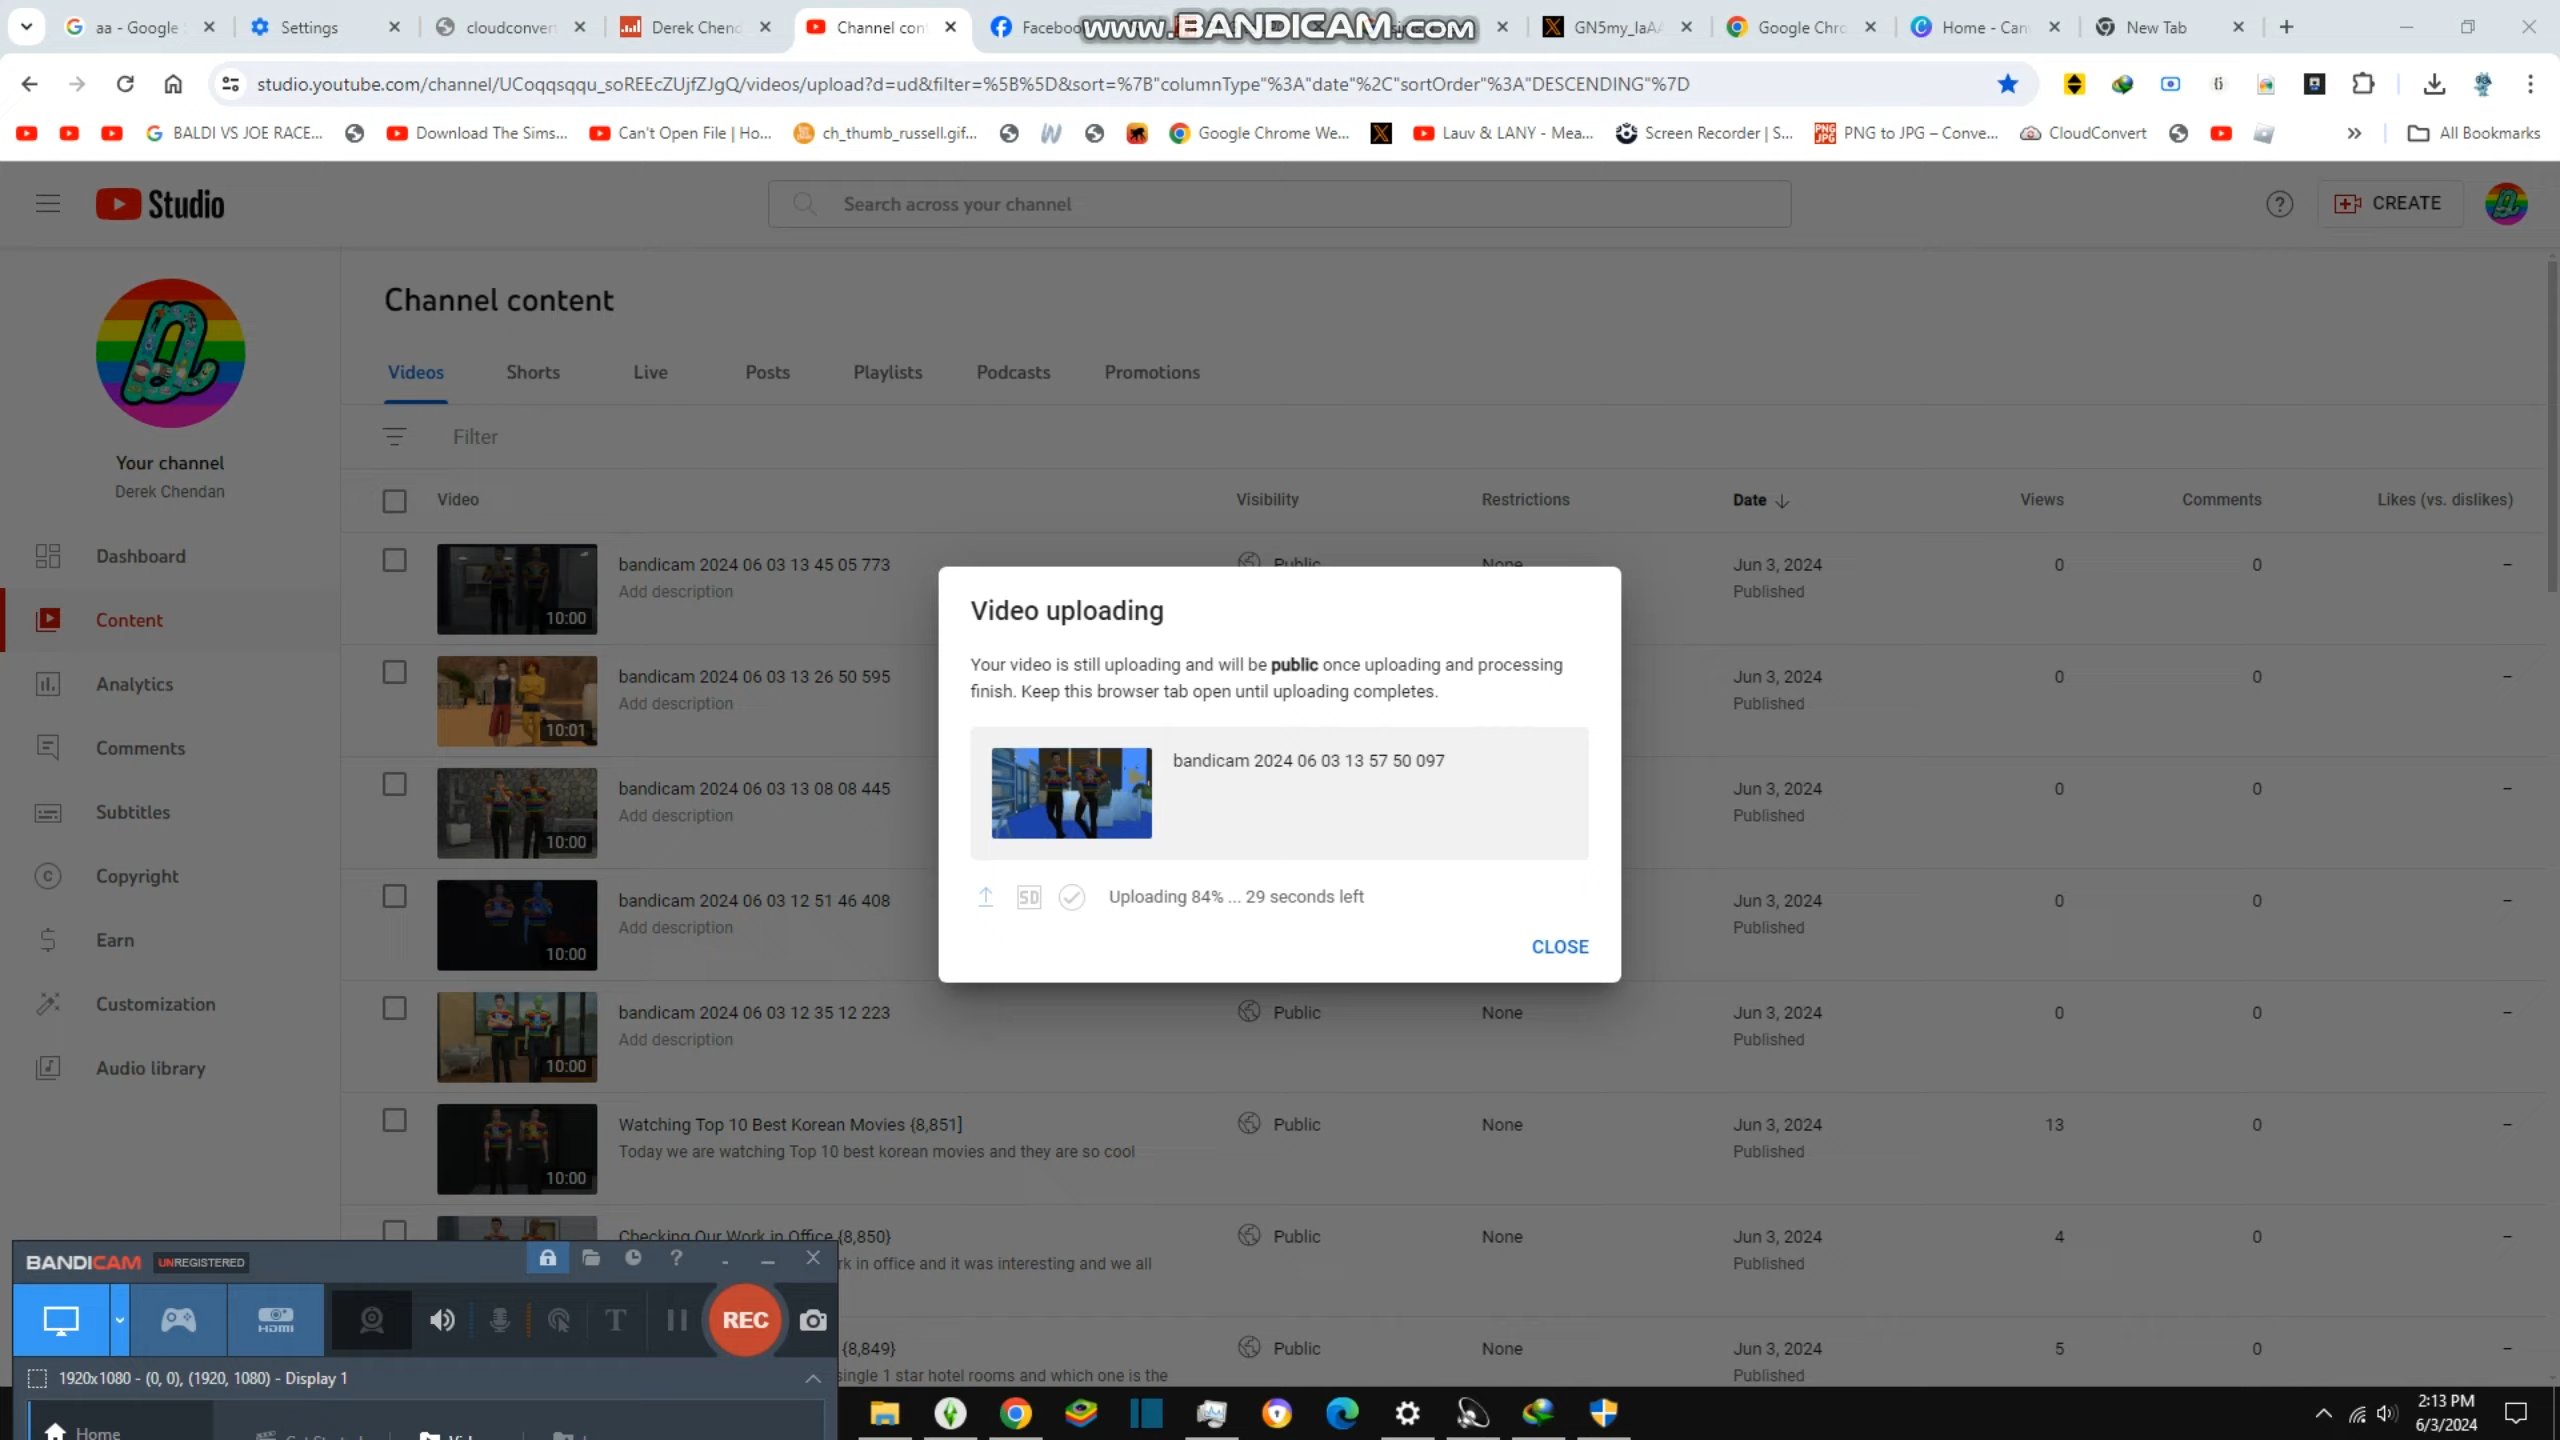 aa - Google
Settings
cloudconver
Derek Chend
Channel con
Faceboo
www.BANDICAM.com
GN5my_IaA
Google Chro
Home - Can
New Tab
studio.youtube.com/channel/UCoqqsqqu_soREEcZUjfZJgQ/videos/upload?d=ud&filter=%5B%5D&sort=%7B"columnType"%3A"date"%2C"sortOrder"%3A"DESCENDING"%7D
BALDI VS JOE RACE...
Download The Sims...
Can't Open File | Ho...
ch_thumb_russell.gif...
Google Chrome We...
Lauv & LANY - Mea...
Screen Recorder | S...
PNG to JPG – Conve...
CloudConvert
All Bookmarks
Studio
Search across your channel
CREATE
Channel content
Videos
Shorts
Live
Posts
Playlists
Podcasts
Promotions
Filter
Your channel
Derek Chendan
Dashboard
Content
Analytics
Comments
Subtitles
Copyright
Earn
Customization
Audio library
Video
Visibility
Restrictions
Date
Views
Comments
Likes (vs. dislikes)
10:00
bandicam 2024 06 03 13 45 05 773
Add description
Public
None
Jun 3, 2024
Published
0
0
–
10:01
bandicam 2024 06 03 13 26 50 595
Add description
Jun 3, 2024
Published
0
0
–
10:00
bandicam 2024 06 03 13 08 08 445
Add description
Jun 3, 2024
Published
0
0
–
10:00
bandicam 2024 06 03 12 51 46 408
Add description
Jun 3, 2024
Published
0
0
–
10:00
bandicam 2024 06 03 12 35 12 223
Add description
Public
None
Jun 3, 2024
Published
0
0
–
10:00
Watching Top 10 Best Korean Movies {8,851]
Today we are watching Top 10 best korean movies and they are so cool
Public
None
Jun 3, 2024
Published
13
0
–
Checking Our Work in Office {8,850}
rk in office and it was interesting and we all
Public
None
Jun 3, 2024
Published
4
0
–
{8,849}
single 1 star hotel rooms and which one is the
Public
None
Jun 3, 2024
Published
5
0
–
Video uploading
Your video is still uploading and will be public once uploading and processing
finish. Keep this browser tab open until uploading completes.
bandicam 2024 06 03 13 57 50 097
SD
Uploading 84% ... 29 seconds left
CLOSE
BANDICAM
UNREGISTERED
HDMI
T
REC
1920x1080 - (0, 0), (1920, 1080) - Display 1
Home
2:13 PM
6/3/2024